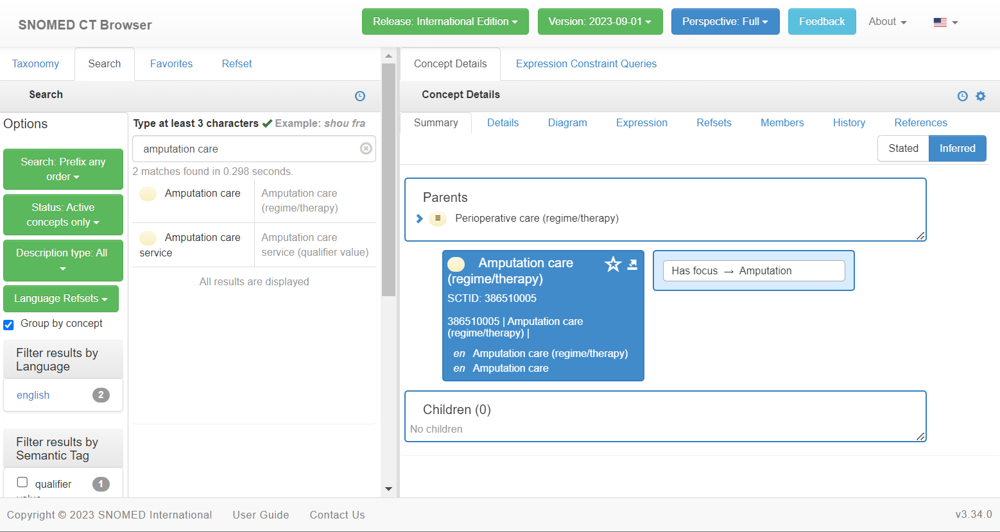 SNOMED CT Browser
Release: International Edition
Version: 2023-09-01
Perspective: Full
Feedback
About
Taxonomy
Search
Favorites
Refset
Search
Options
Search: Prefix any
order
Status: Active
concepts only
Description type: All
Language Refsets
Group by concept
Filter results by
Language
english
2
Filter results by
Semantic Tag
qualifier
1
Type at least 3 characters ✔ Example: shou fra
amputation care
2 matches found in 0.298 seconds.
Amputation care
Amputation care
(regime/therapy)
Amputation care
service
Amputation care
service (qualifier value)
All results are displayed
Concept Details
Expression Constraint Queries
Concept Details
Summary
Details
Diagram
Expression
Refsets
Members
History
References
Stated
Inferred
Parents
Perioperative care (regime/therapy)
Amputation care
(regime/therapy)
SCTID: 386510005
386510005 | Amputation care
(regime/therapy) |
en Amputation care (regime/therapy)
en Amputation care
Has focus → Amputation
Children (0)
No children
Copyright © 2023 SNOMED International
User Guide
Contact Us
v3.34.0